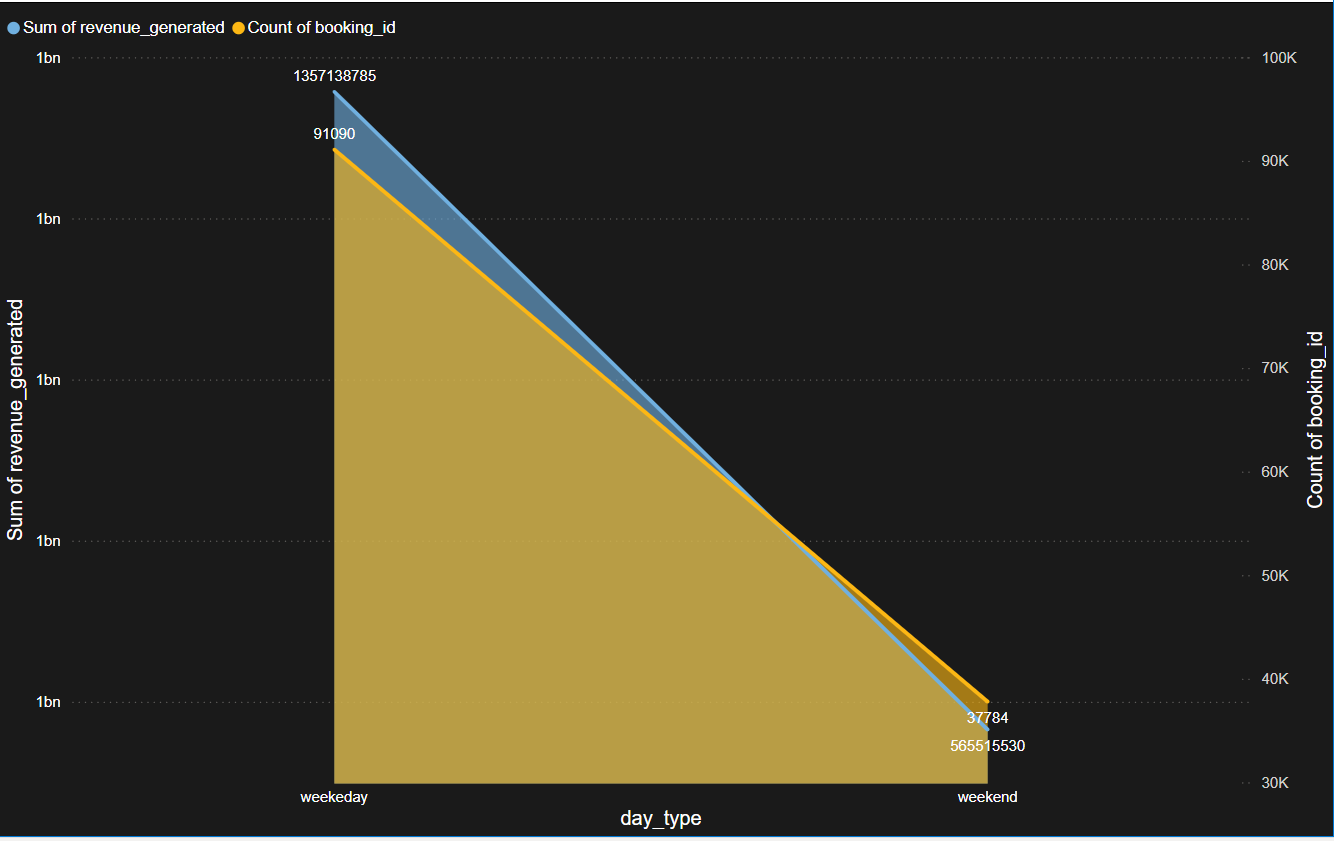 Sum of revenue_generated Count of booking_id
1bn
1bn
1bn
1bn
1bn
Sum of revenue_generated
1357138785
91090
37784
565515530
100K
90K
80K
70K
60K
50K
40K
30K
Count of booking_id
weekeday weekend
day_type